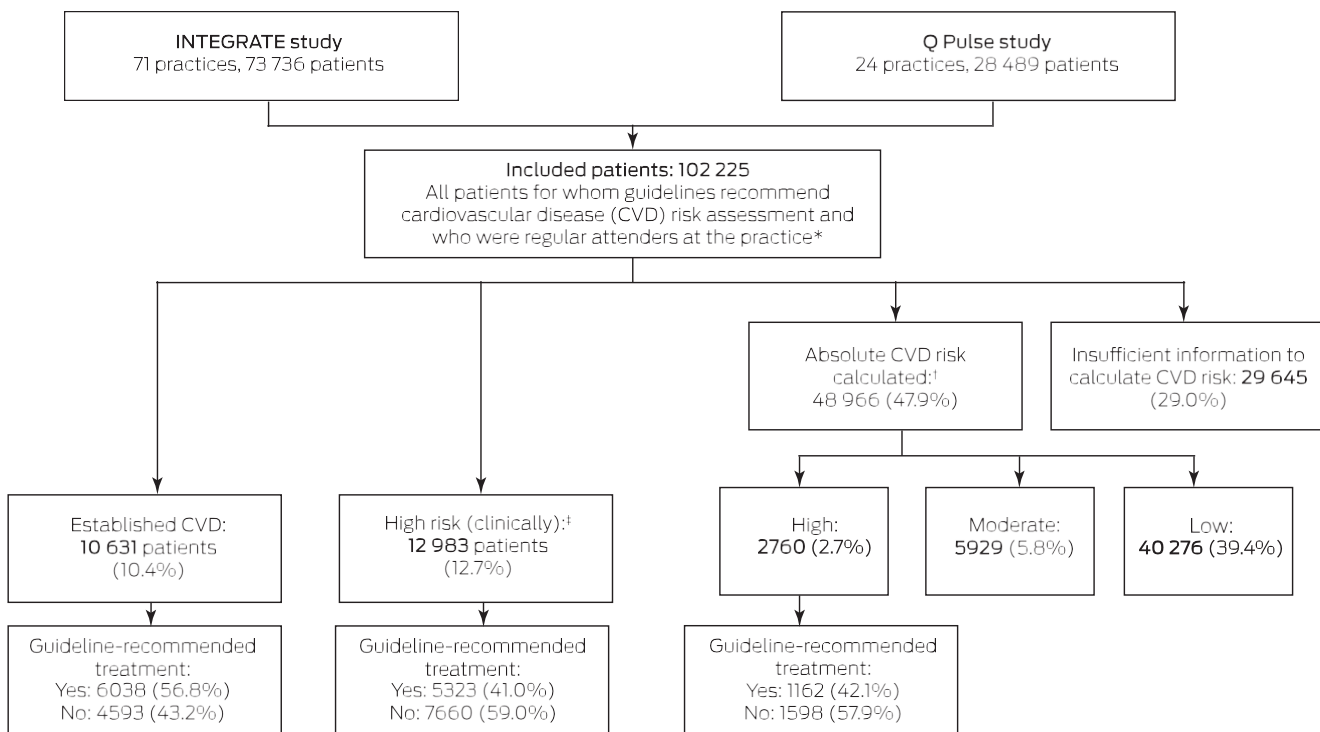 INTEGRATE study
71 practices, 73 736 patients
Q Pulse study
24 practices, 28 489 patients
Included patients: 102 225
All patients for whom guidelines recommend
cardiovascular disease (CVD) risk assessment and
who were regular attenders at the practice*
Absolute CVD risk
calculated:†
48 966 (47.9%)
Insufficient information to
calculate CVD risk: 29 645
(29.0%)
Established CVD:
10 631 patients
(10.4%)
High risk (clinically):‡
12 983 patients
(12.7%)
High:
2760 (2.7%)
Moderate:
5929 (5.8%)
Low:
40 276 (39.4%)
Guideline-recommended
treatment:
Yes: 6038 (56.8%)
No: 4593 (43.2%)
Guideline-recommended
treatment:
Yes: 5323 (41.0%)
No: 7660 (59.0%)
Guideline-recommended
treatment:
Yes: 1162 (42.1%)
No: 1598 (57.9%)